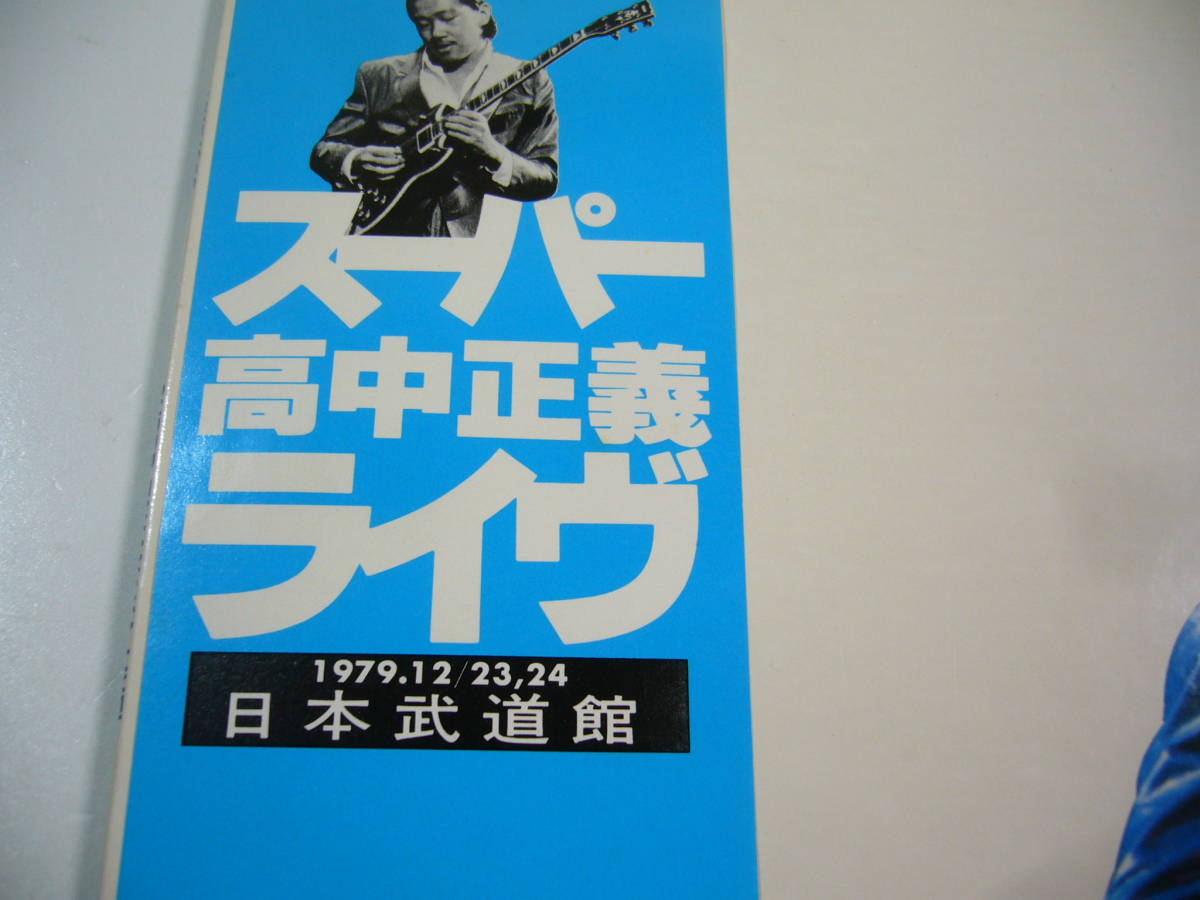 スーパー
高中正義
ライヴ
1979.12/23,24
日本武道館